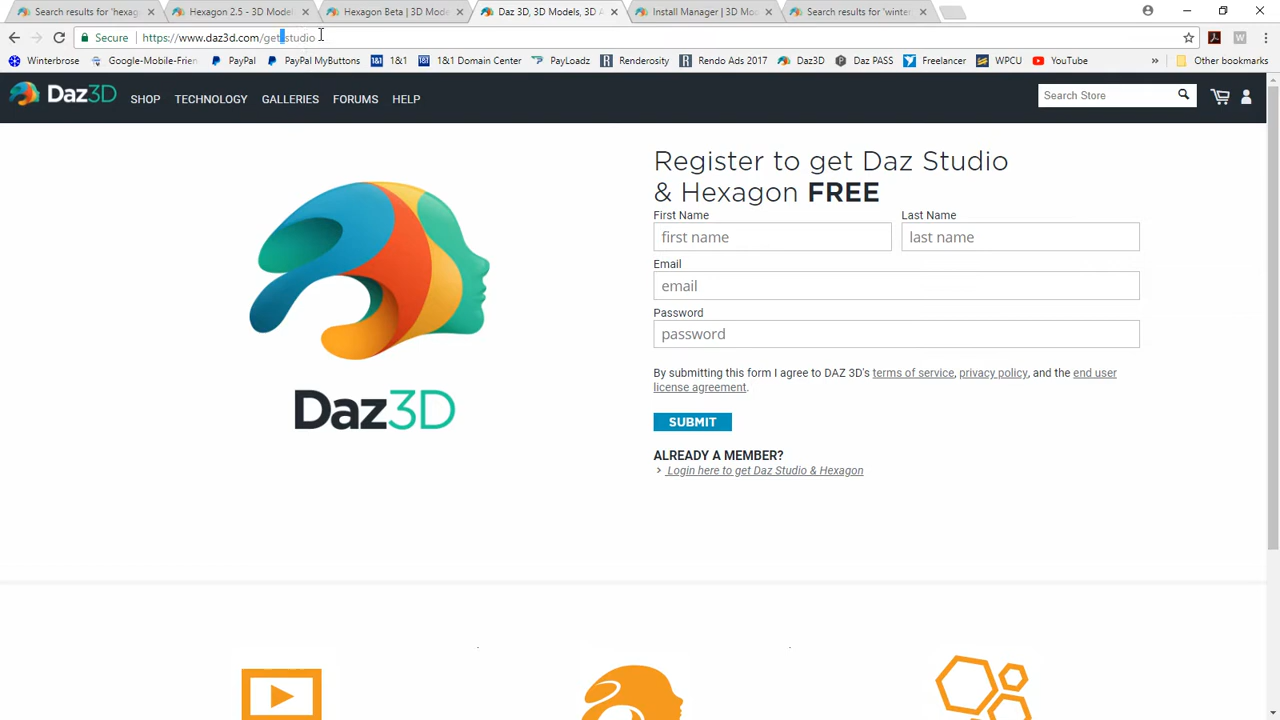 Search results for 'hexag
Hexagon 2.5 - 3D Model
Hexagon Beta | 3D Mode
Daz 3D, 3D Models, 3D A
Install Manager | 3D Mo
Search results for 'winter
Secure
https://www.daz3d.com/get_studio
Winterbrose
Google-Mobile-Frien
PayPal
PayPal MyButtons
1&1
1&1 Domain Center
PayLoadz
Renderosity
Rendo Ads 2017
Daz3D
Daz PASS
Freelancer
WPCU
YouTube
»
Other bookmarks
Daz3D
SHOP
TECHNOLOGY
GALLERIES
FORUMS
HELP
Search Store
Register to get Daz Studio
& Hexagon FREE
First Name
Last Name
first name
last name
Email
email
Password
password
By submitting this form I agree to DAZ 3D's terms of service, privacy policy, and the end user
license agreement.
SUBMIT
ALREADY A MEMBER?
Login here to get Daz Studio & Hexagon
Daz3D